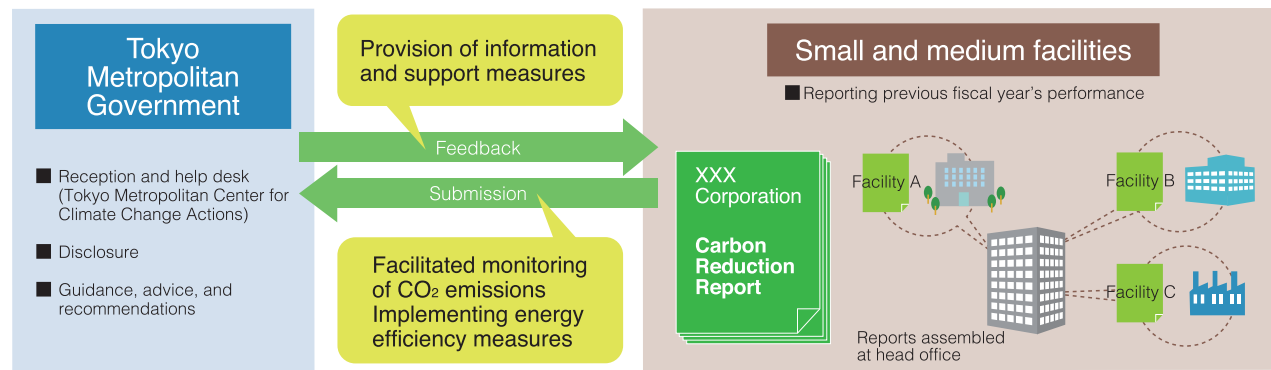 Tokyo
Metropolitan
Government
■ Reception and help desk
(Tokyo Metropolitan Center for
Climate Change Actions)
■ Disclosure
■ Guidance, advice, and
recommendations
Provision of information
and support measures
Feedback
Submission
Facilitated monitoring
of CO₂ emissions
Implementing energy
efficiency measures
Small and medium facilities
■ Reporting previous fiscal year's performance
XXX
Corporation
Carbon
Reduction
Report
Facility A
Facility B
Facility C
Reports assembled
at head office